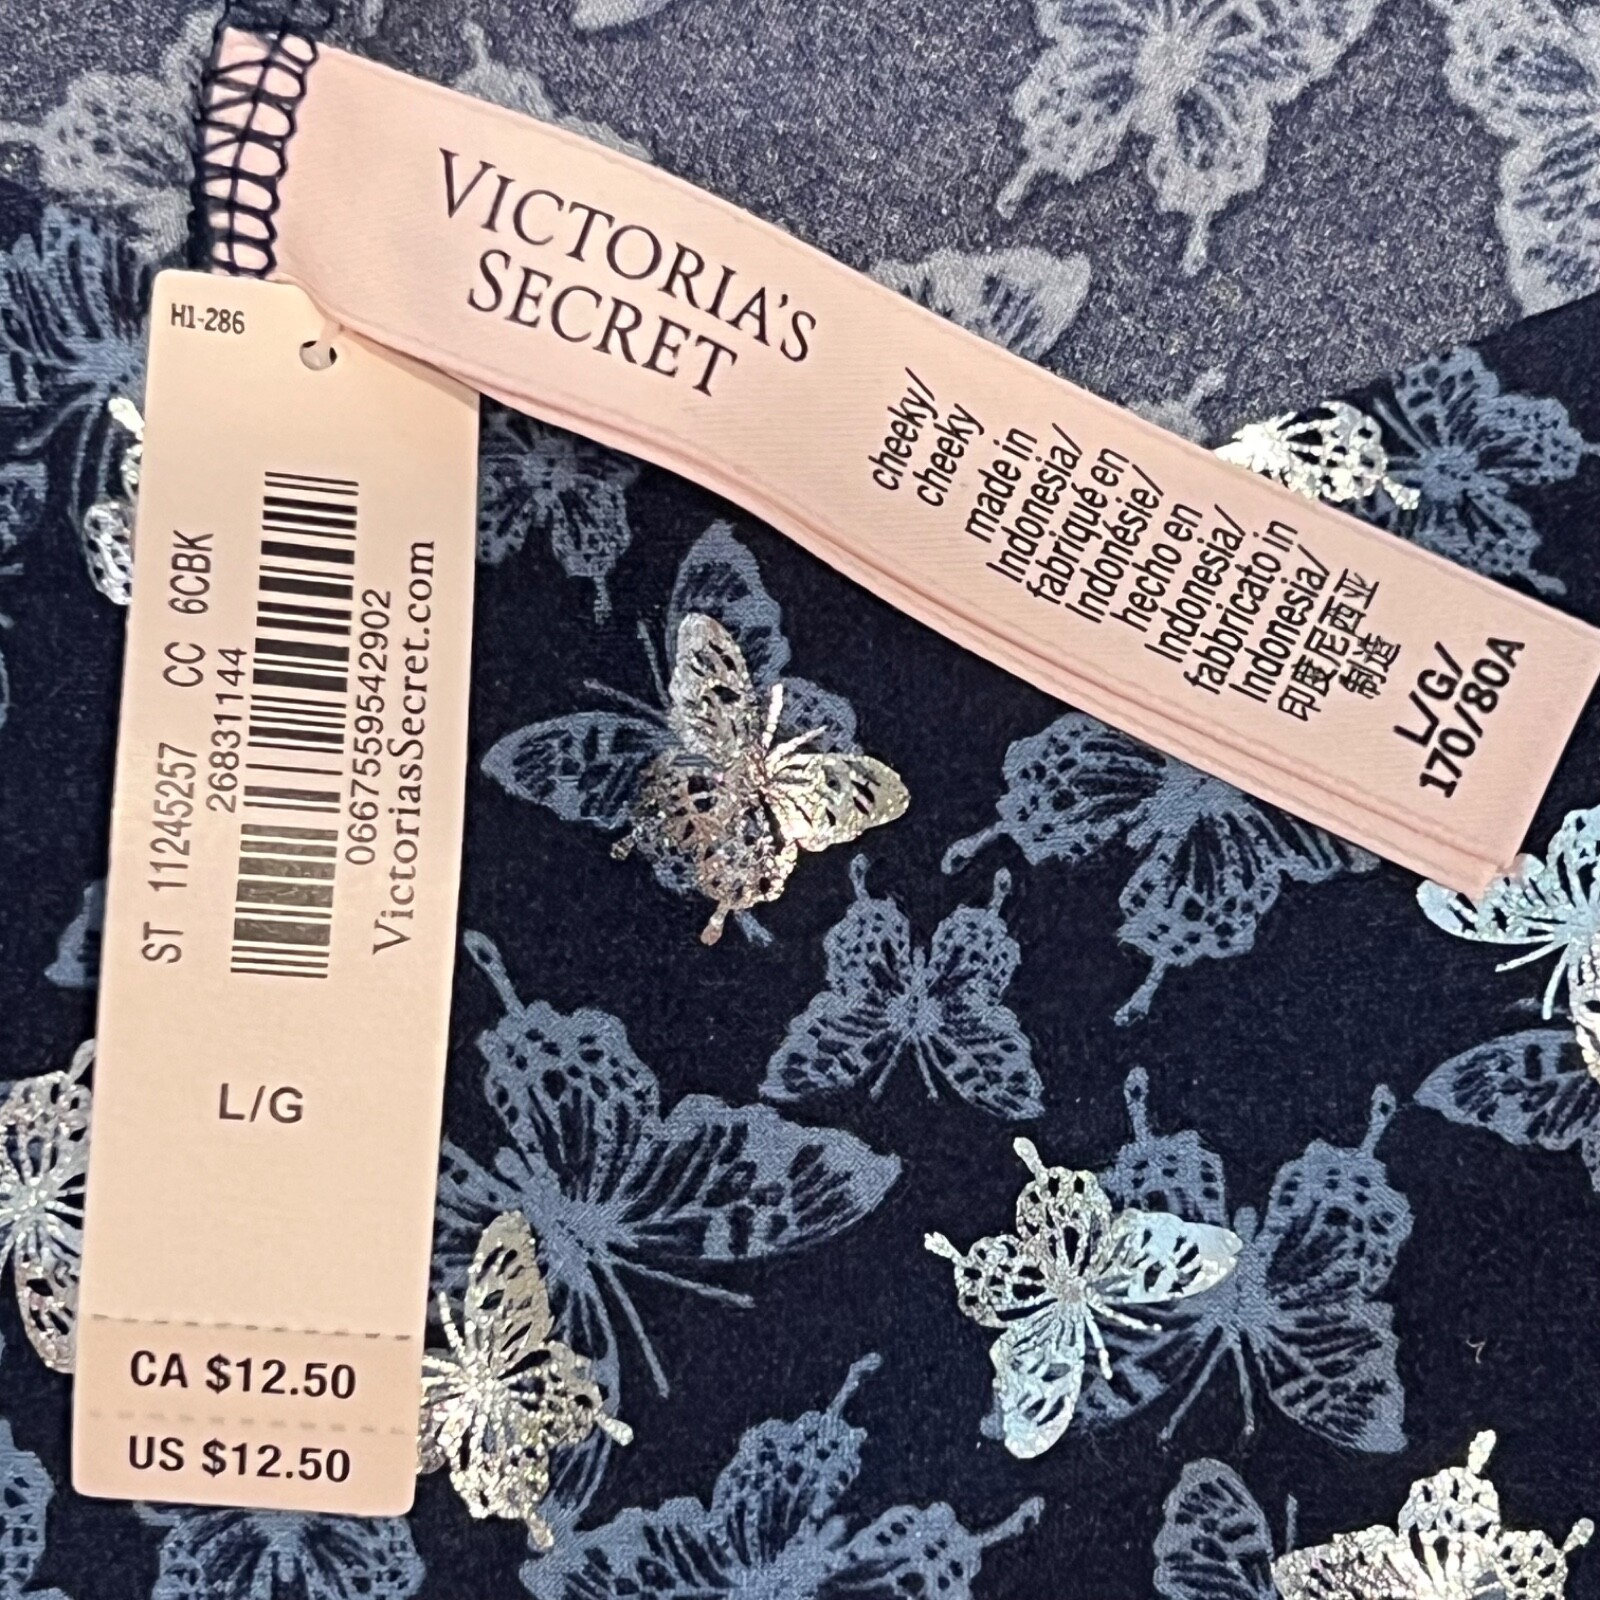 VICTORIA'S
SECRET
cheeky/
cheeky
made in
Indonesia/
fabriqué en
Indonésie/
hecho en
Indonesia/
fabbricato in
Indonesia/
印度尼西亚
制造
L/G/
170/80A
H1-286
ST 11245257 CC 6CBK
26831144
0667559542902
VictoriasSecret.com
L/G
CA $12.50
US $12.50